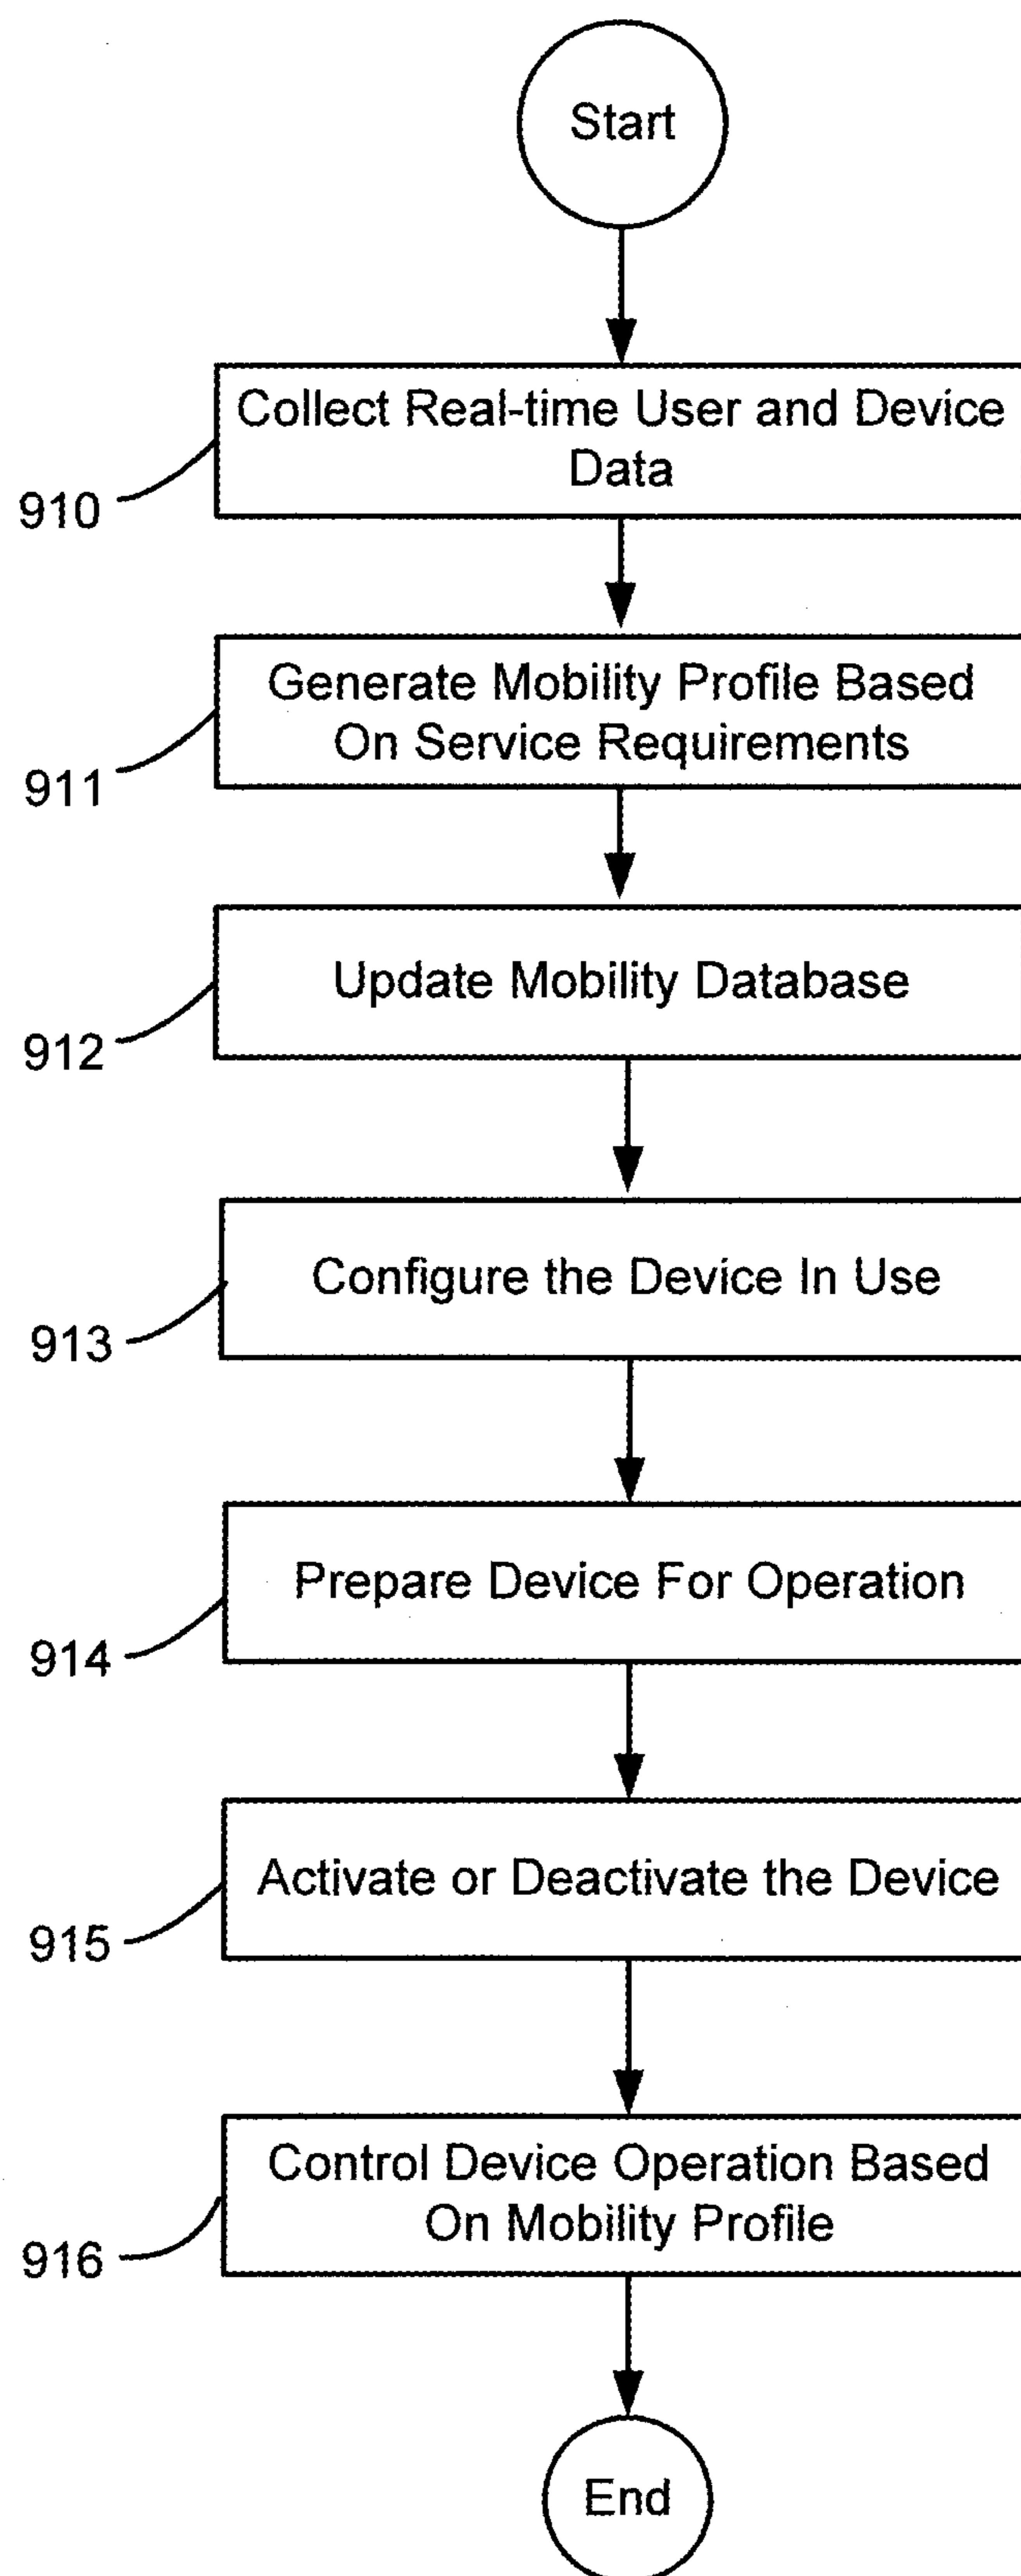 Start
Collect Real-time User and Device
Data
910
Generate Mobility Profile Based
On Service Requirements
911
Update Mobility Database
912
Configure the Device In Use
913
Prepare Device For Operation
914
Activate or Deactivate the Device
915
Control Device Operation Based
On Mobility Profile
916
End